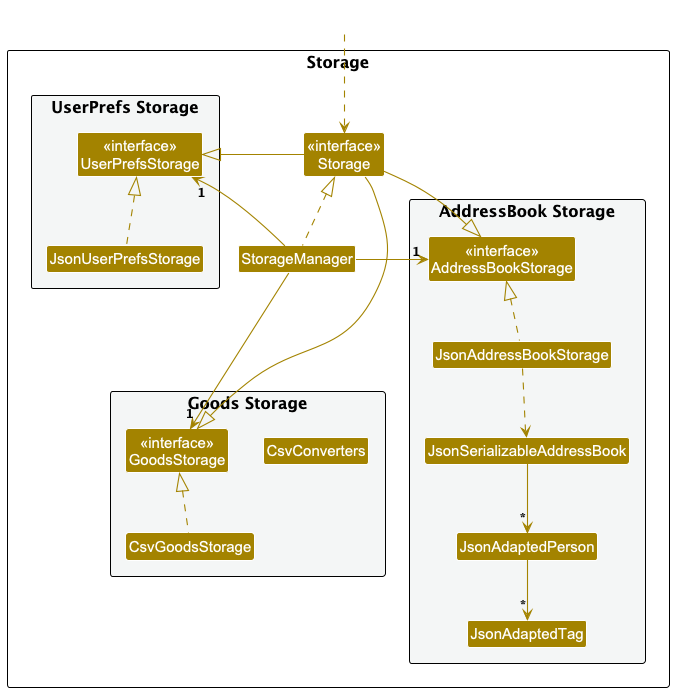 Storage
UserPrefs Storage
«interface»
UserPrefsStorage
«interface»
Storage
1
JsonUserPrefsStorage
StorageManager
AddressBook Storage
1
«interface»
AddressBookStorage
JsonAddressBookStorage
Goods Storage
1
«interface»
GoodsStorage
CsvConverters
CsvGoodsStorage
JsonSerializableAddressBook
*
JsonAdaptedPerson
*
JsonAdaptedTag